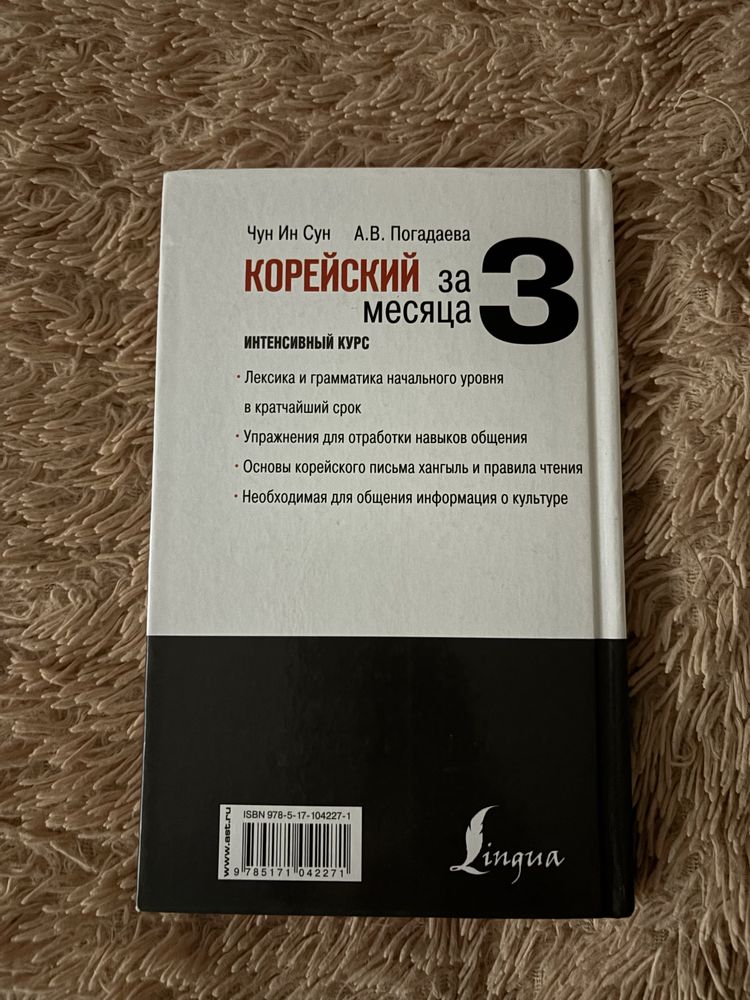 Чун Ин Сун А.В. Погадаева
КОРЕЙСКИЙ за 3
месяца
ИНТЕНСИВНЫЙ КУРС
• Лексика и грамматика начального уровня
в кратчайший срок
• Упражнения для отработки навыков общения
• Основы корейского письма хангыль и правила чтения
• Необходимая для общения информация о культуре
www.ast.ru
ISBN 978-5-17-104227-1
9 785171 042271
Lingua